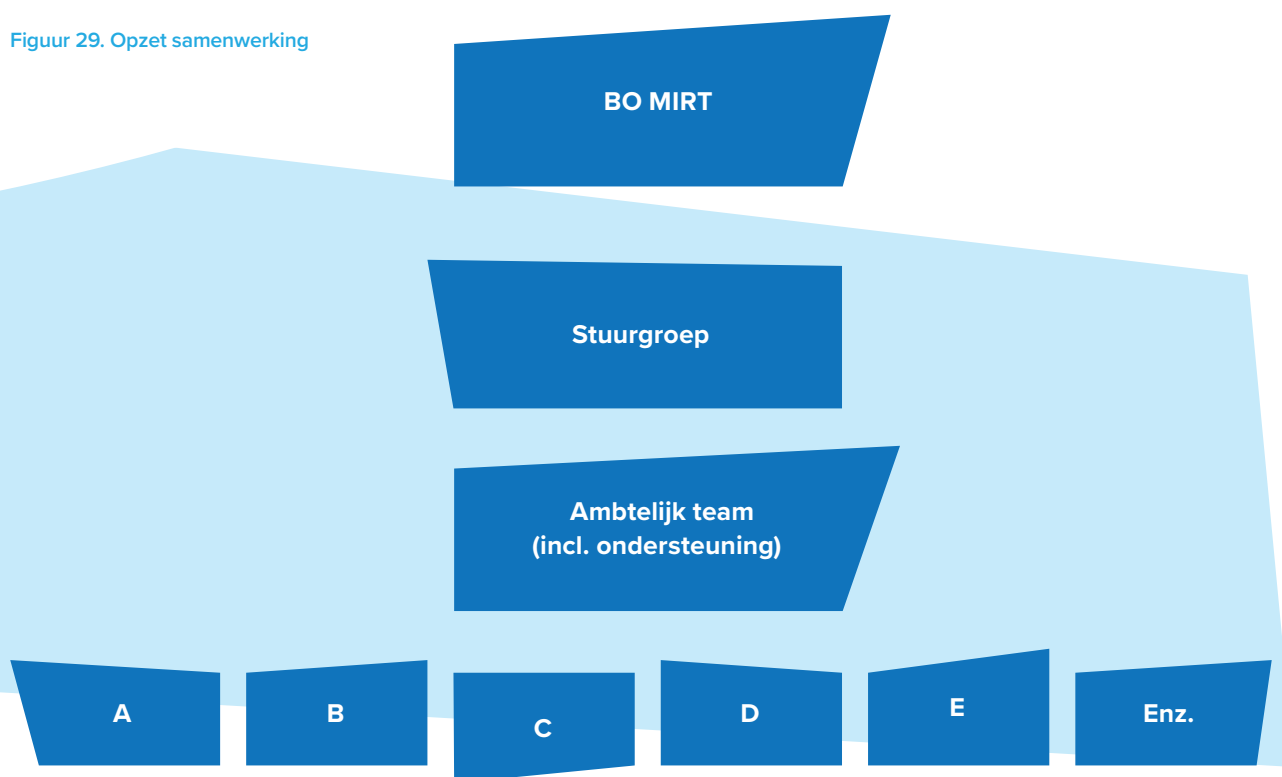 Figuur 29. Opzet samenwerking
BO MIRT
Stuurgroep
Ambtelijk team
(incl. ondersteuning)
A
B
C
D
E
Enz.